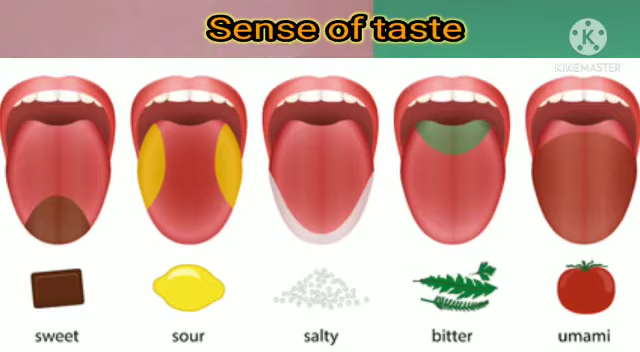 Sense of taste
K
KINEMASTER
sweet
sour
salty
bitter
umami